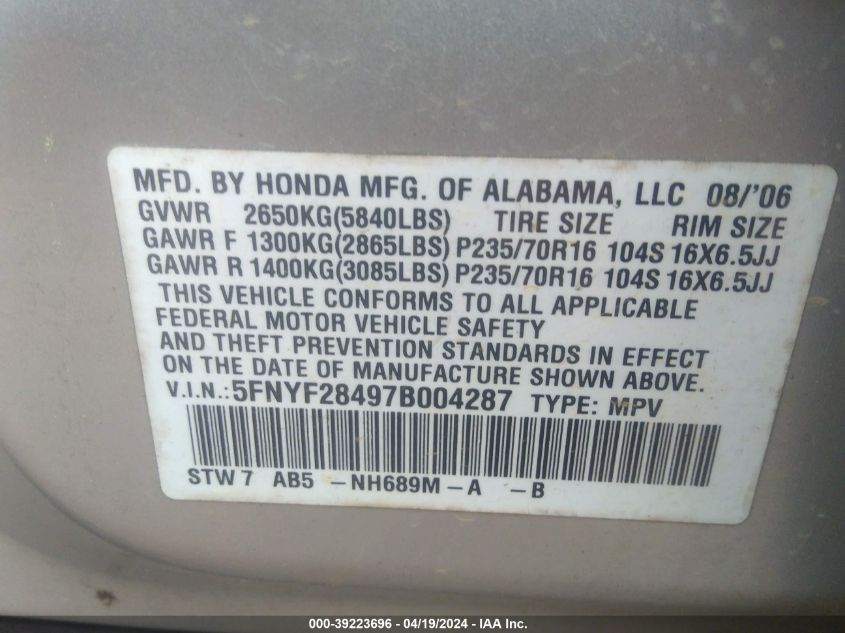 MFD. BY HONDA MFG. OF ALABAMA, LLC 08/'06
GVWR 2650KG(5840LBS) TIRE SIZE RIM SIZE
GAWR F 1300KG(2865LBS) P235/70R16 104S 16X6.5JJ
GAWR R 1400KG(3085LBS) P235/70R16 104S 16X6.5JJ
THIS VEHICLE CONFORMS TO ALL APPLICABLE
FEDERAL MOTOR VEHICLE SAFETY
AND THEFT PREVENTION STANDARDS IN EFFECT
ON THE DATE OF MANUFACTURE SHOWN ABOVE.
V.I.N.: 5FNYF28497B004287 TYPE: MPV
STW 7 AB5 -NH689M-A -B
000-39223696 - 04/19/2024 - IAA Inc.